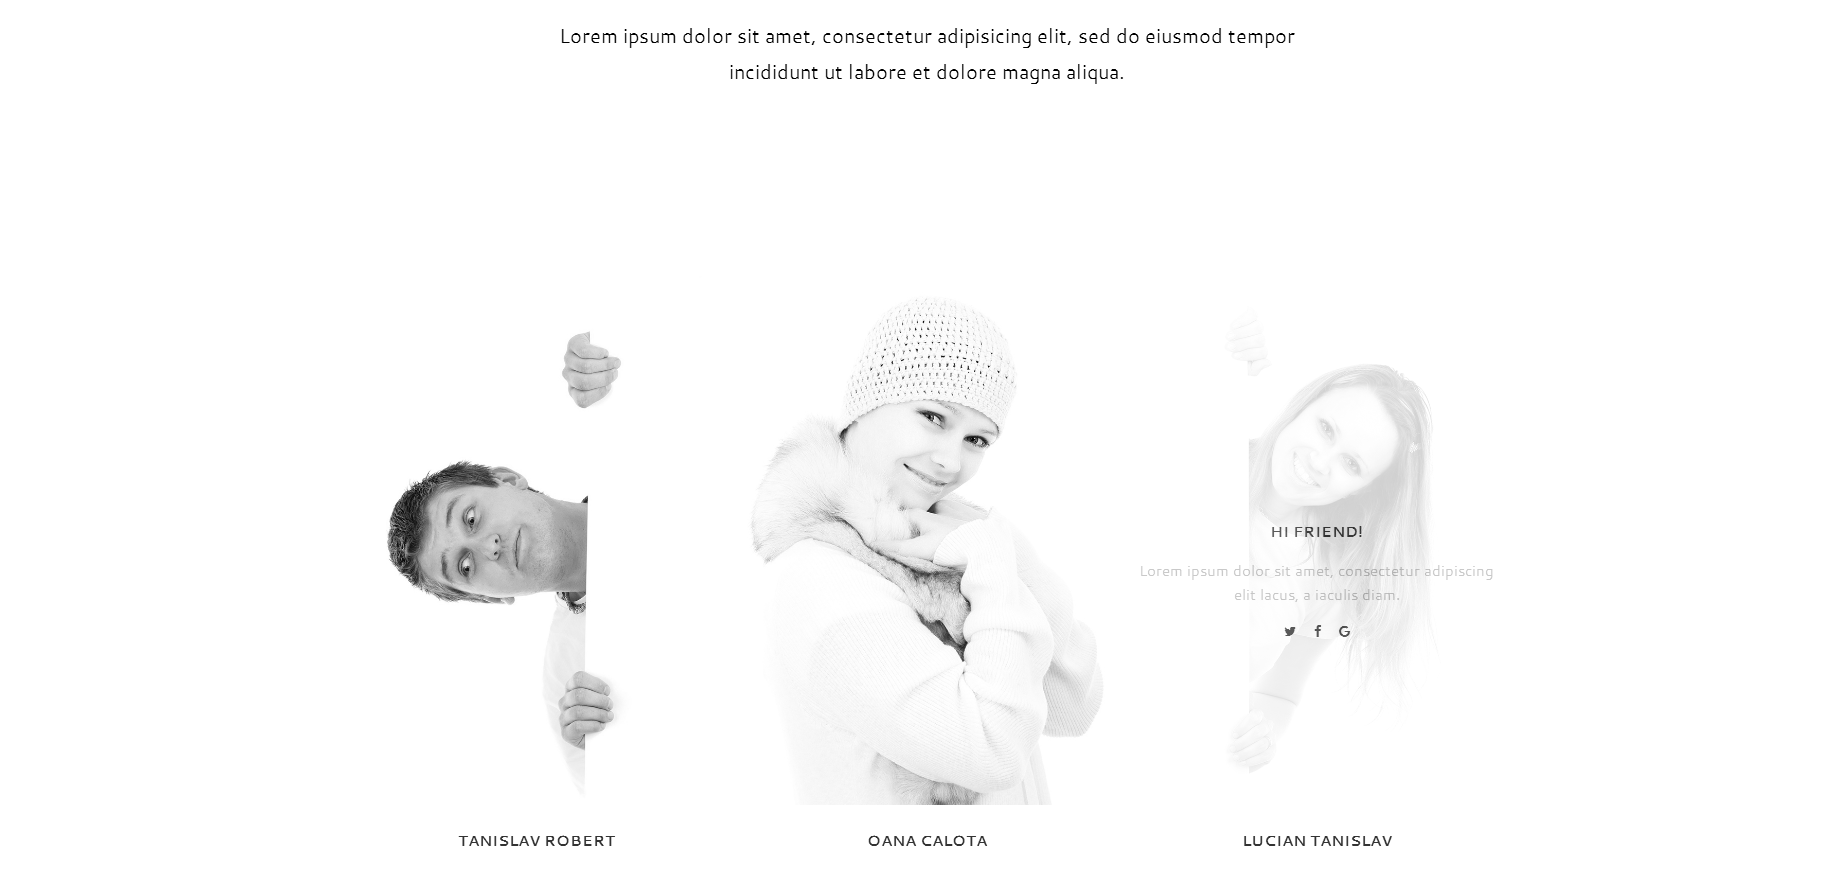 Lorem ipsum dolor sit amet, consectetur adipisicing elit, sed do eiusmod tempor
incididunt ut labore et dolore magna aliqua.
HI FRIEND!
Lorem ipsum dolor sit amet, consectetur adipiscing
elit lacus, a iaculis diam.
TANISLAV ROBERT
OANA CALOTA
LUCIAN TANISLAV